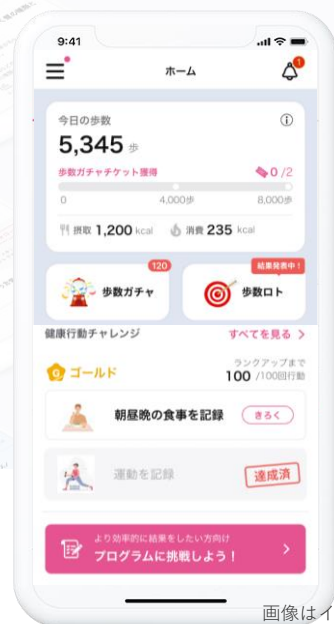 9:41
ホーム
今日の歩数
5,345 歩
歩数ガチャチケット獲得
0 /2
0
4,000歩
8,000歩
摂取 1,200 kcal
消費 235 kcal
120
歩数ガチャ
結果発表中！
歩数ロト
健康行動チャレンジ
すべてを見る
ゴールド
ランクアップまで
100 /100回行動
朝昼晩の食事を記録
きろく
運動を記録
達成済
より効率的に結果をしたい方向け
プログラムに挑戦しよう！
画像はイ